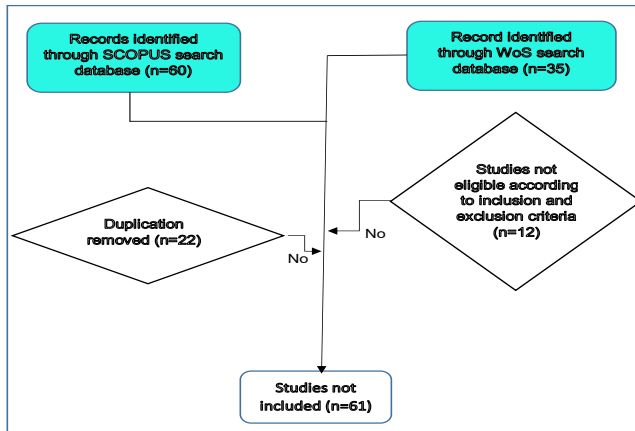 Records identified
through SCOPUS search
database (n=60)
Record identified
through WoS search
database (n=35)
Studies not
eligible according
to inclusion and
exclusion criteria
(n=12)
No
Duplication
removed (n=22)
No
Studies not
included (n=61)